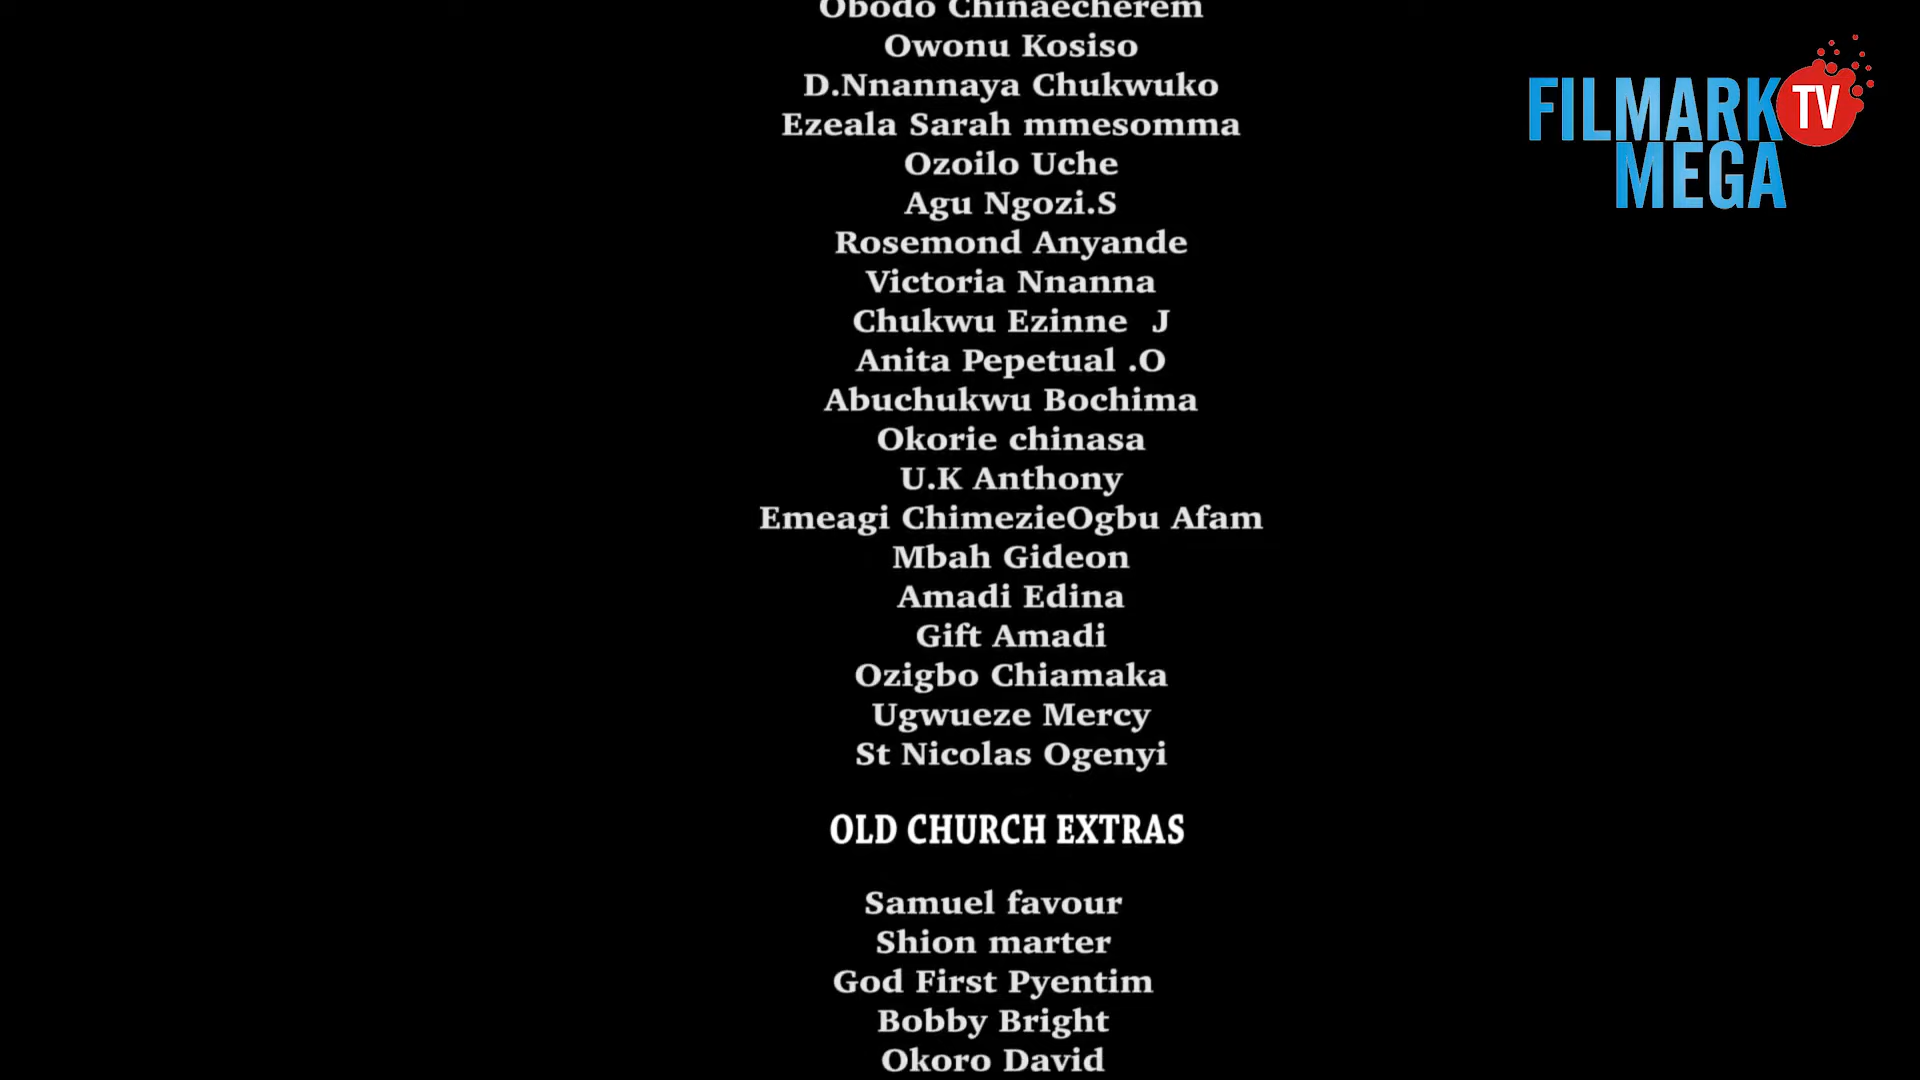 Obodo Chinaecherem
Owonu Kosiso
D.Nnannaya Chukwuko
Ezeala Sarah mmesomma
Ozoilo Uche
Agu Ngozi.S
Rosemond Anyande
Victoria Nnanna
Chukwu Ezinne  J
Anita Pepetual .O
Abuchukwu Bochima
Okorie chinasa
U.K Anthony
Emeagi ChimezieOgbu Afam
Mbah Gideon
Amadi Edina
Gift Amadi
Ozigbo Chiamaka
Ugwueze Mercy
St Nicolas Ogenyi
OLD CHURCH EXTRAS
Samuel favour
Shion marter
God First Pyentim
Bobby Bright
Okoro David
FILMARK TV
MEGA